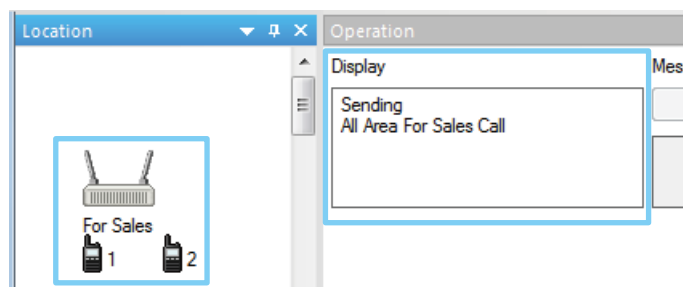 Location
Operation
Display
Mes
Sending
All Area For Sales Call
For Sales
1
2